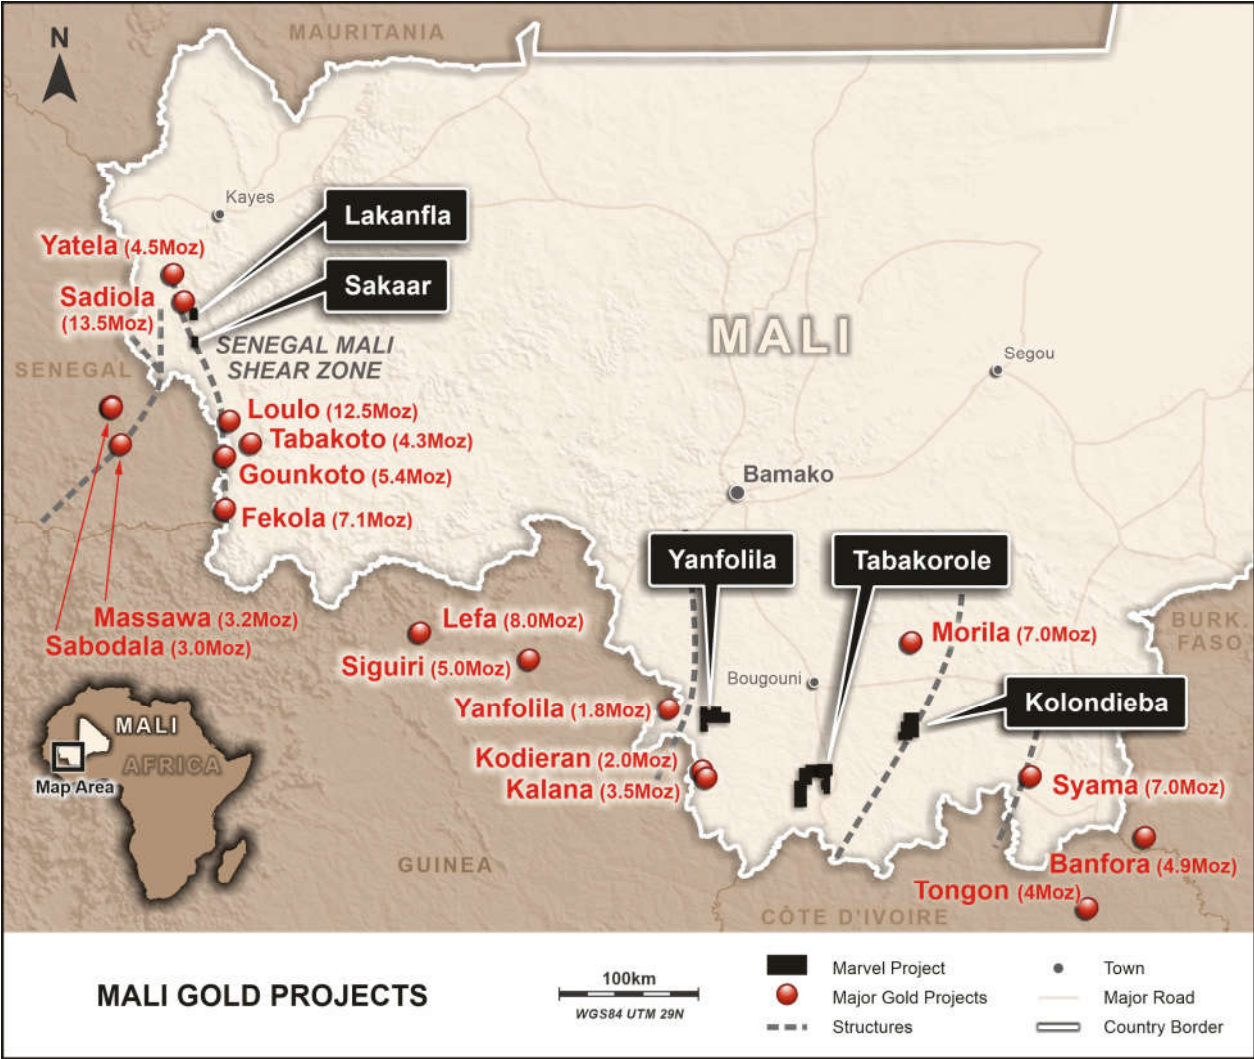 MAURITANIA
N
Kayes
Lakanfla
Yatela (4.5Moz)
Sakaar
Sadiola
(13.5Moz)
SENEGAL MALI
SHEAR ZONE
MALI
Segou
SENEGAL
Loulo (12.5Moz)
Tabakoto (4.3Moz)
Gounkoto (5.4Moz)
Bamako
Fekola (7.1Moz)
Yanfolila
Tabakorole
Massawa (3.2Moz)
Sabodala (3.0Moz)
Lefa (8.0Moz)
Siguiri (5.0Moz)
Morila (7.0Moz)
BURK.
FASO
Bougouni
Yanfolila (1.8Moz)
Kolondieba
MALI
AFRICA
Map Area
Kodieran (2.0Moz)
Kalana (3.5Moz)
Syama (7.0Moz)
GUINEA
Banfora (4.9Moz)
Tongon (4Moz)
CÔTE D'IVOIRE
MALI GOLD PROJECTS
100km
WGS84 UTM 29N
Marvel Project
Major Gold Projects
Structures
Town
Major Road
Country Border